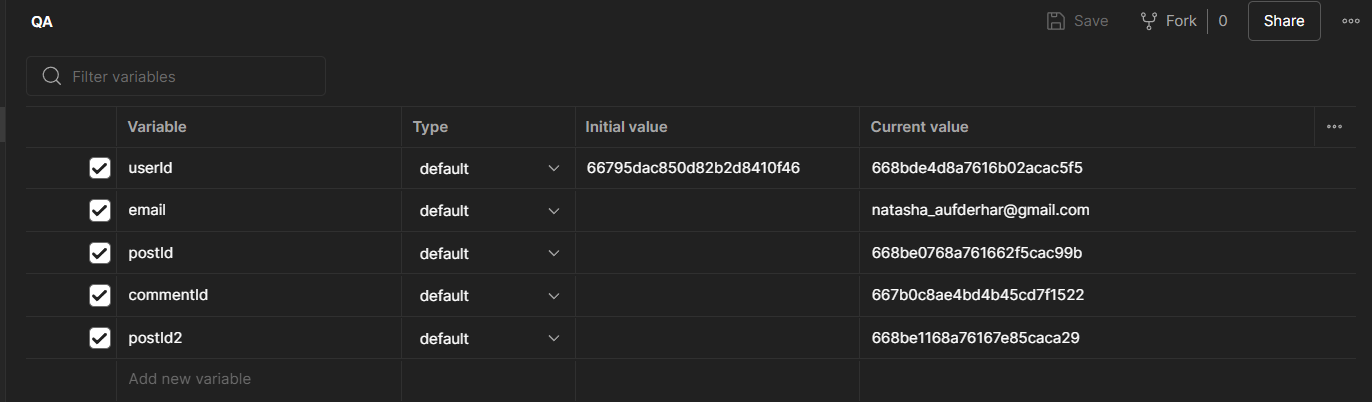 QA
Save
Fork
0
Share
Filter variables
Variable Type Initial value Current value
userId default 66795dac850d82b2d8410f46 668bde4d8a7616b02acac5f5
email default natasha_aufderhar@gmail.com
postId default 668be0768a761662f5cac99b
commentId default 667b0c8ae4bd4b45cd7f1522
postId2 default 668be1168a76167e85caca29
Add new variable